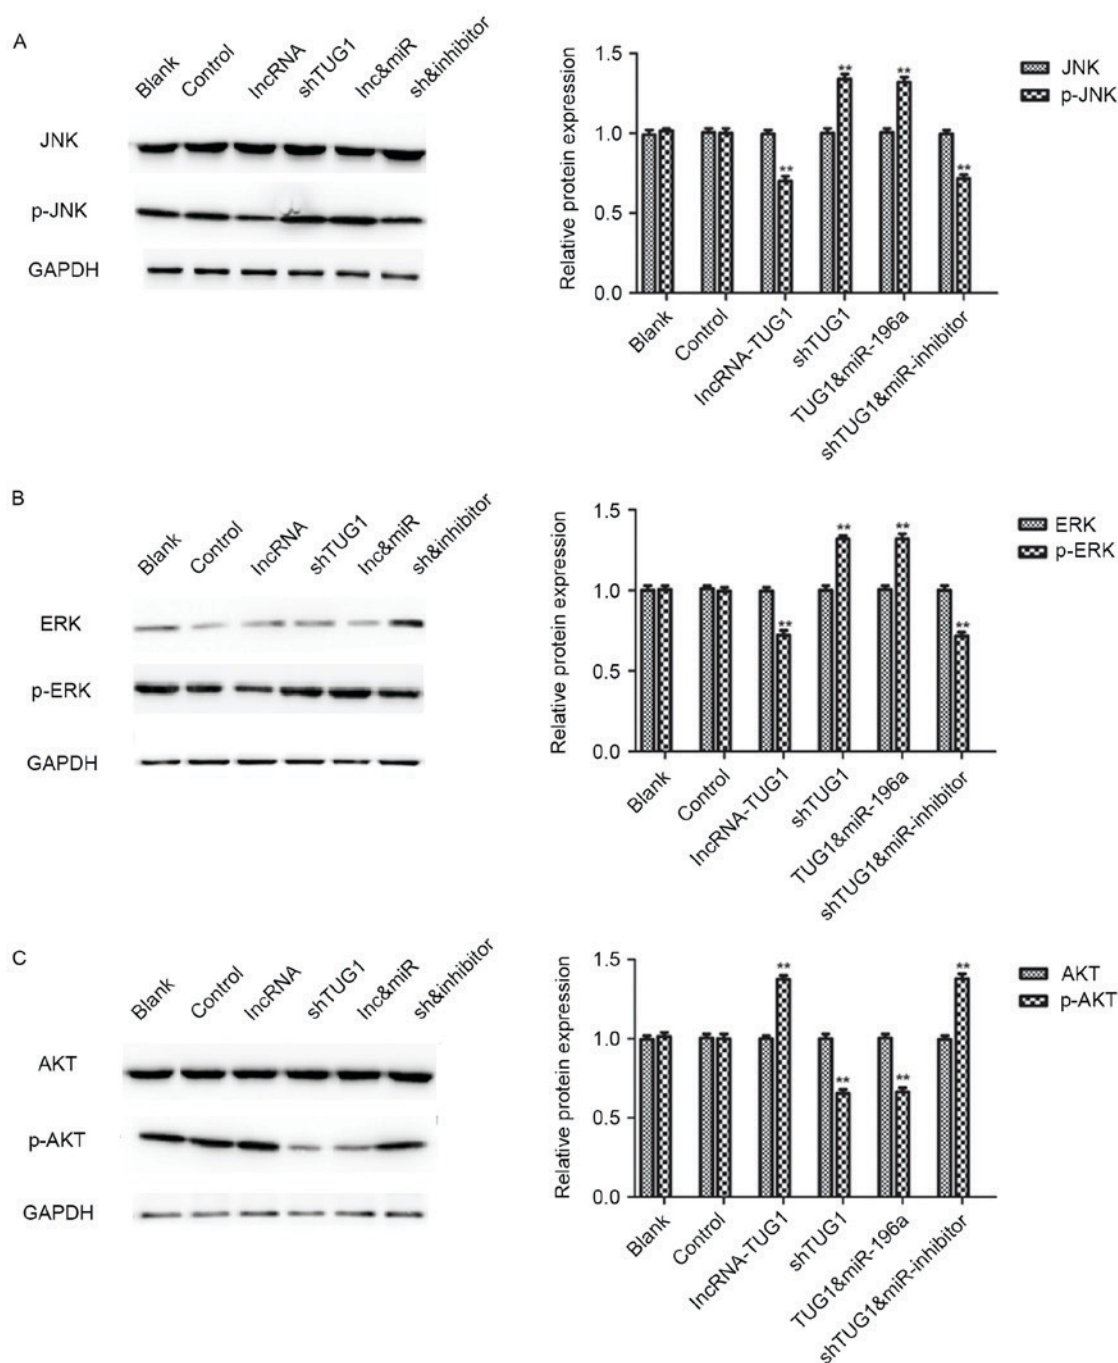 A
Blank
Control
lncRNA
shTUG1
lnc&miR
sh&inhibitor
JNK
p-JNK
GAPDH
Relative protein expression
1.5
1.0
0.5
0.0
** ** ** **
Blank
Control
lncRNA-TUG1
shTUG1
TUG1&miR-196a
shTUG1&miR-inhibitor
JNK
p-JNK
B
Blank
Control
lncRNA
shTUG1
lnc&miR
sh&inhibitor
ERK
p-ERK
GAPDH
Relative protein expression
1.5
1.0
0.5
0.0
** ** ** **
Blank
Control
lncRNA-TUG1
shTUG1
TUG1&miR-196a
shTUG1&miR-inhibitor
ERK
p-ERK
C
Blank
Control
lncRNA
shTUG1
lnc&miR
sh&inhibitor
AKT
p-AKT
GAPDH
Relative protein expression
1.5
1.0
0.5
0.0
** ** ** **
Blank
Control
lncRNA-TUG1
shTUG1
TUG1&miR-196a
shTUG1&miR-inhibitor
AKT
p-AKT